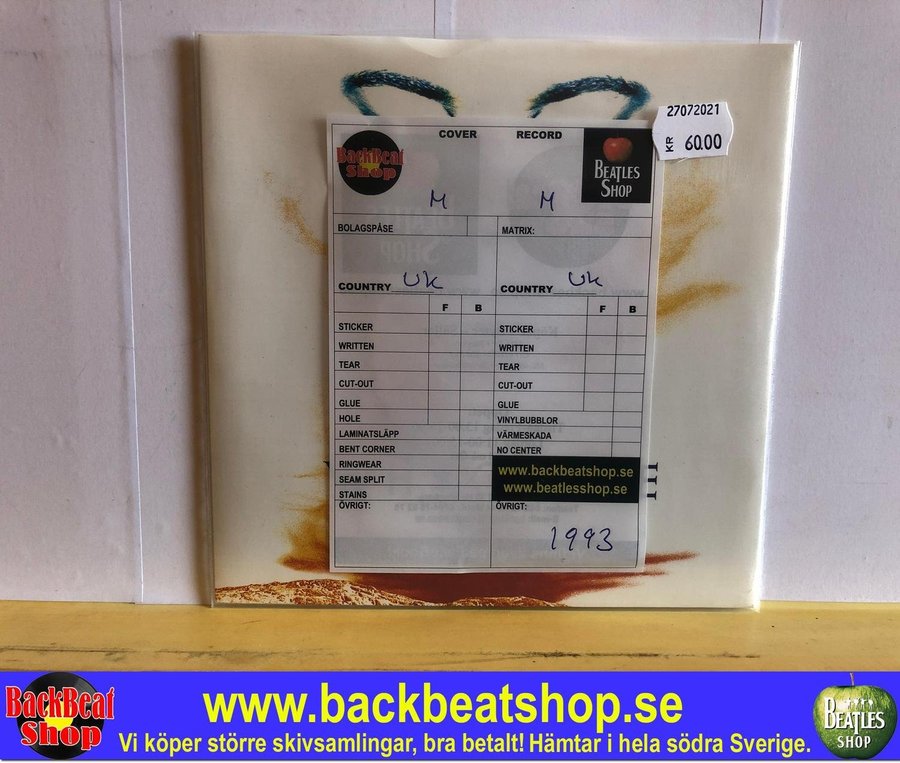 27072021
KR 60.00
COVER RECORD
BackBeat Shop
BEATLES SHOP
M M
BOLAGSPÅSE MATRIX:
COUNTRY UK COUNTRY UK
F B F B
STICKER STICKER
WRITTEN WRITTEN
TEAR TEAR
CUT-OUT CUT-OUT
GLUE GLUE
HOLE VINYLBUBBLOR
LAMINATSLÄPP VÄRMESKADA
BENT CORNER NO CENTER
RINGWEAR
SEAM SPLIT
STAINS
www.backbeatshop.se
www.beatlesshop.se
ÖVRIGT: ÖVRIGT:
1993
BackBeat Shop
www.backbeatshop.se
Vi köper större skivsamlingar, bra betalt! Hämtar i hela södra Sverige.
BEATLES SHOP